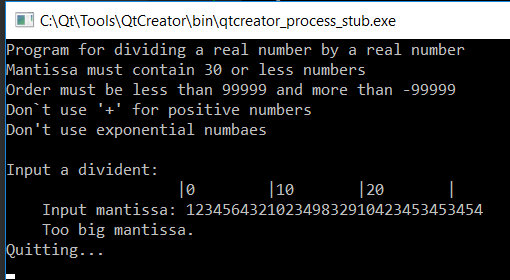 C:\Qt\Tools\QtCreator\bin\qtcreator_process_stub.exe
Program for dividing a real number by a real number
Mantissa must contain 30 or less numbers
Order must be less than 99999 and more than -99999
Don`t use '+' for positive numbers
Don't use exponential numbaes
Input a divident:
|0 |10 |20 |
Input mantissa: 123456432102349832910423453453454
Too big mantissa.
Quitting...